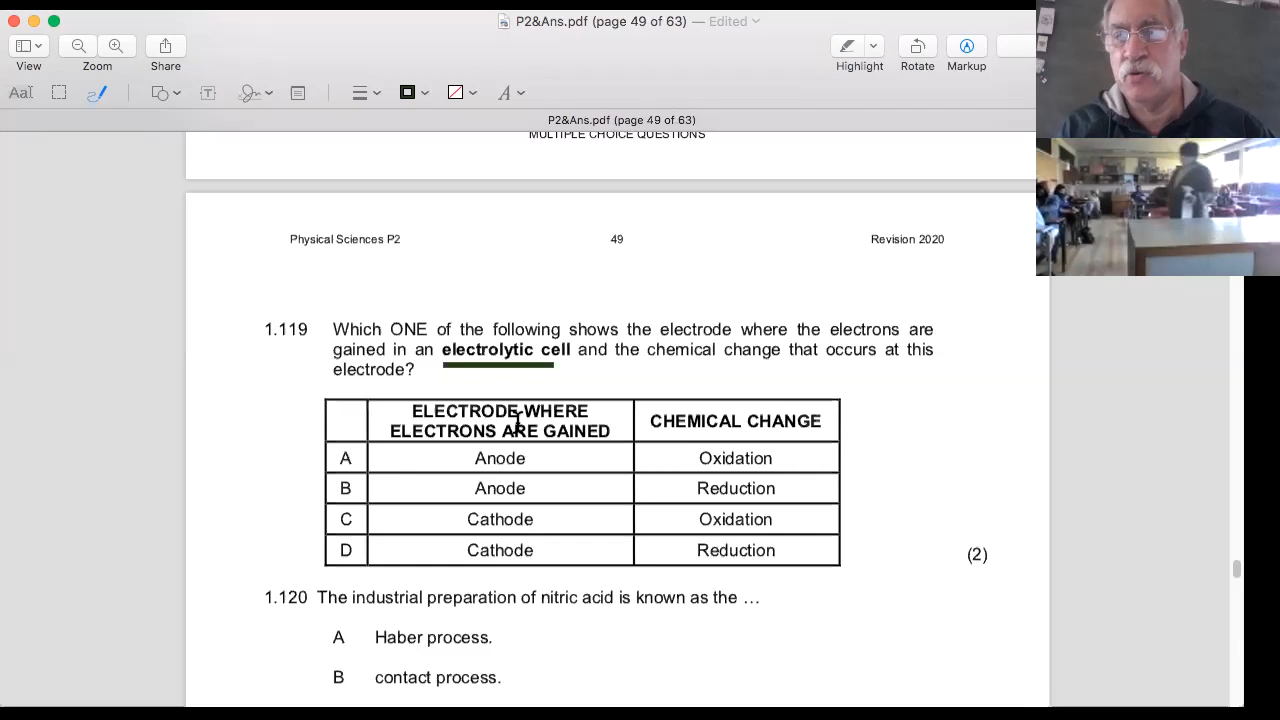 P2&Ans.pdf (page 49 of 63) — Edited
View
Zoom
Share
Highlight
Rotate
Markup
P2&Ans.pdf (page 49 of 63)
MULTIPLE CHOICE QUESTIONS
Physical Sciences P2 49 Revision 2020
1.119 Which ONE of the following shows the electrode where the electrons are
gained in an electrolytic cell and the chemical change that occurs at this
electrode?
ELECTRODE WHERE
ELECTRONS ARE GAINED
CHEMICAL CHANGE
A Anode Oxidation
B Anode Reduction
C Cathode Oxidation
D Cathode Reduction
(2)
1.120 The industrial preparation of nitric acid is known as the …
A Haber process.
B contact process.